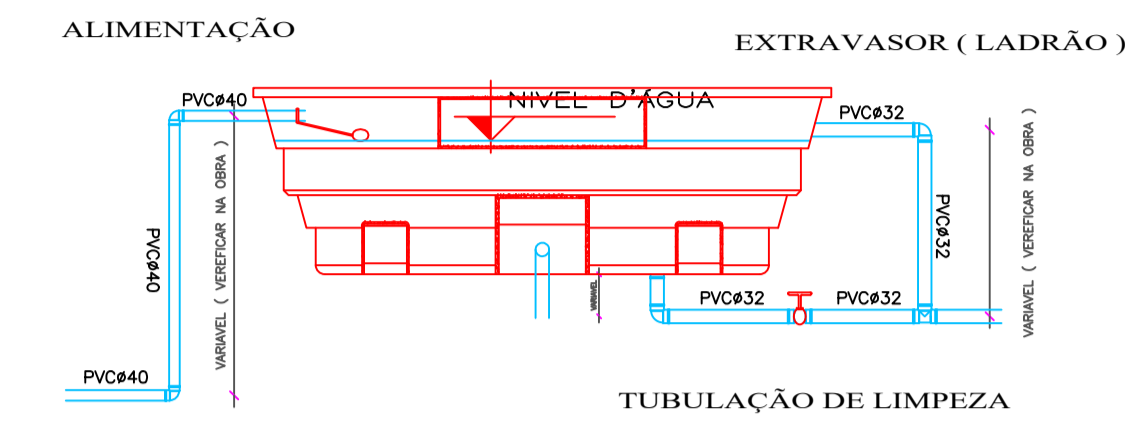 ALIMENTAÇÃO
EXTRAVASOR ( LADRÃO )
PVCø40
NIVEL D'ÁGUA
PVCø32
PVCø40
VARIAVEL ( VEREFICAR NA OBRA )
PVCø32
VARIAVEL ( VEREFICAR NA OBRA )
VARIAVEL
PVCø32
PVCø32
PVCø40
TUBULAÇÃO DE LIMPEZA